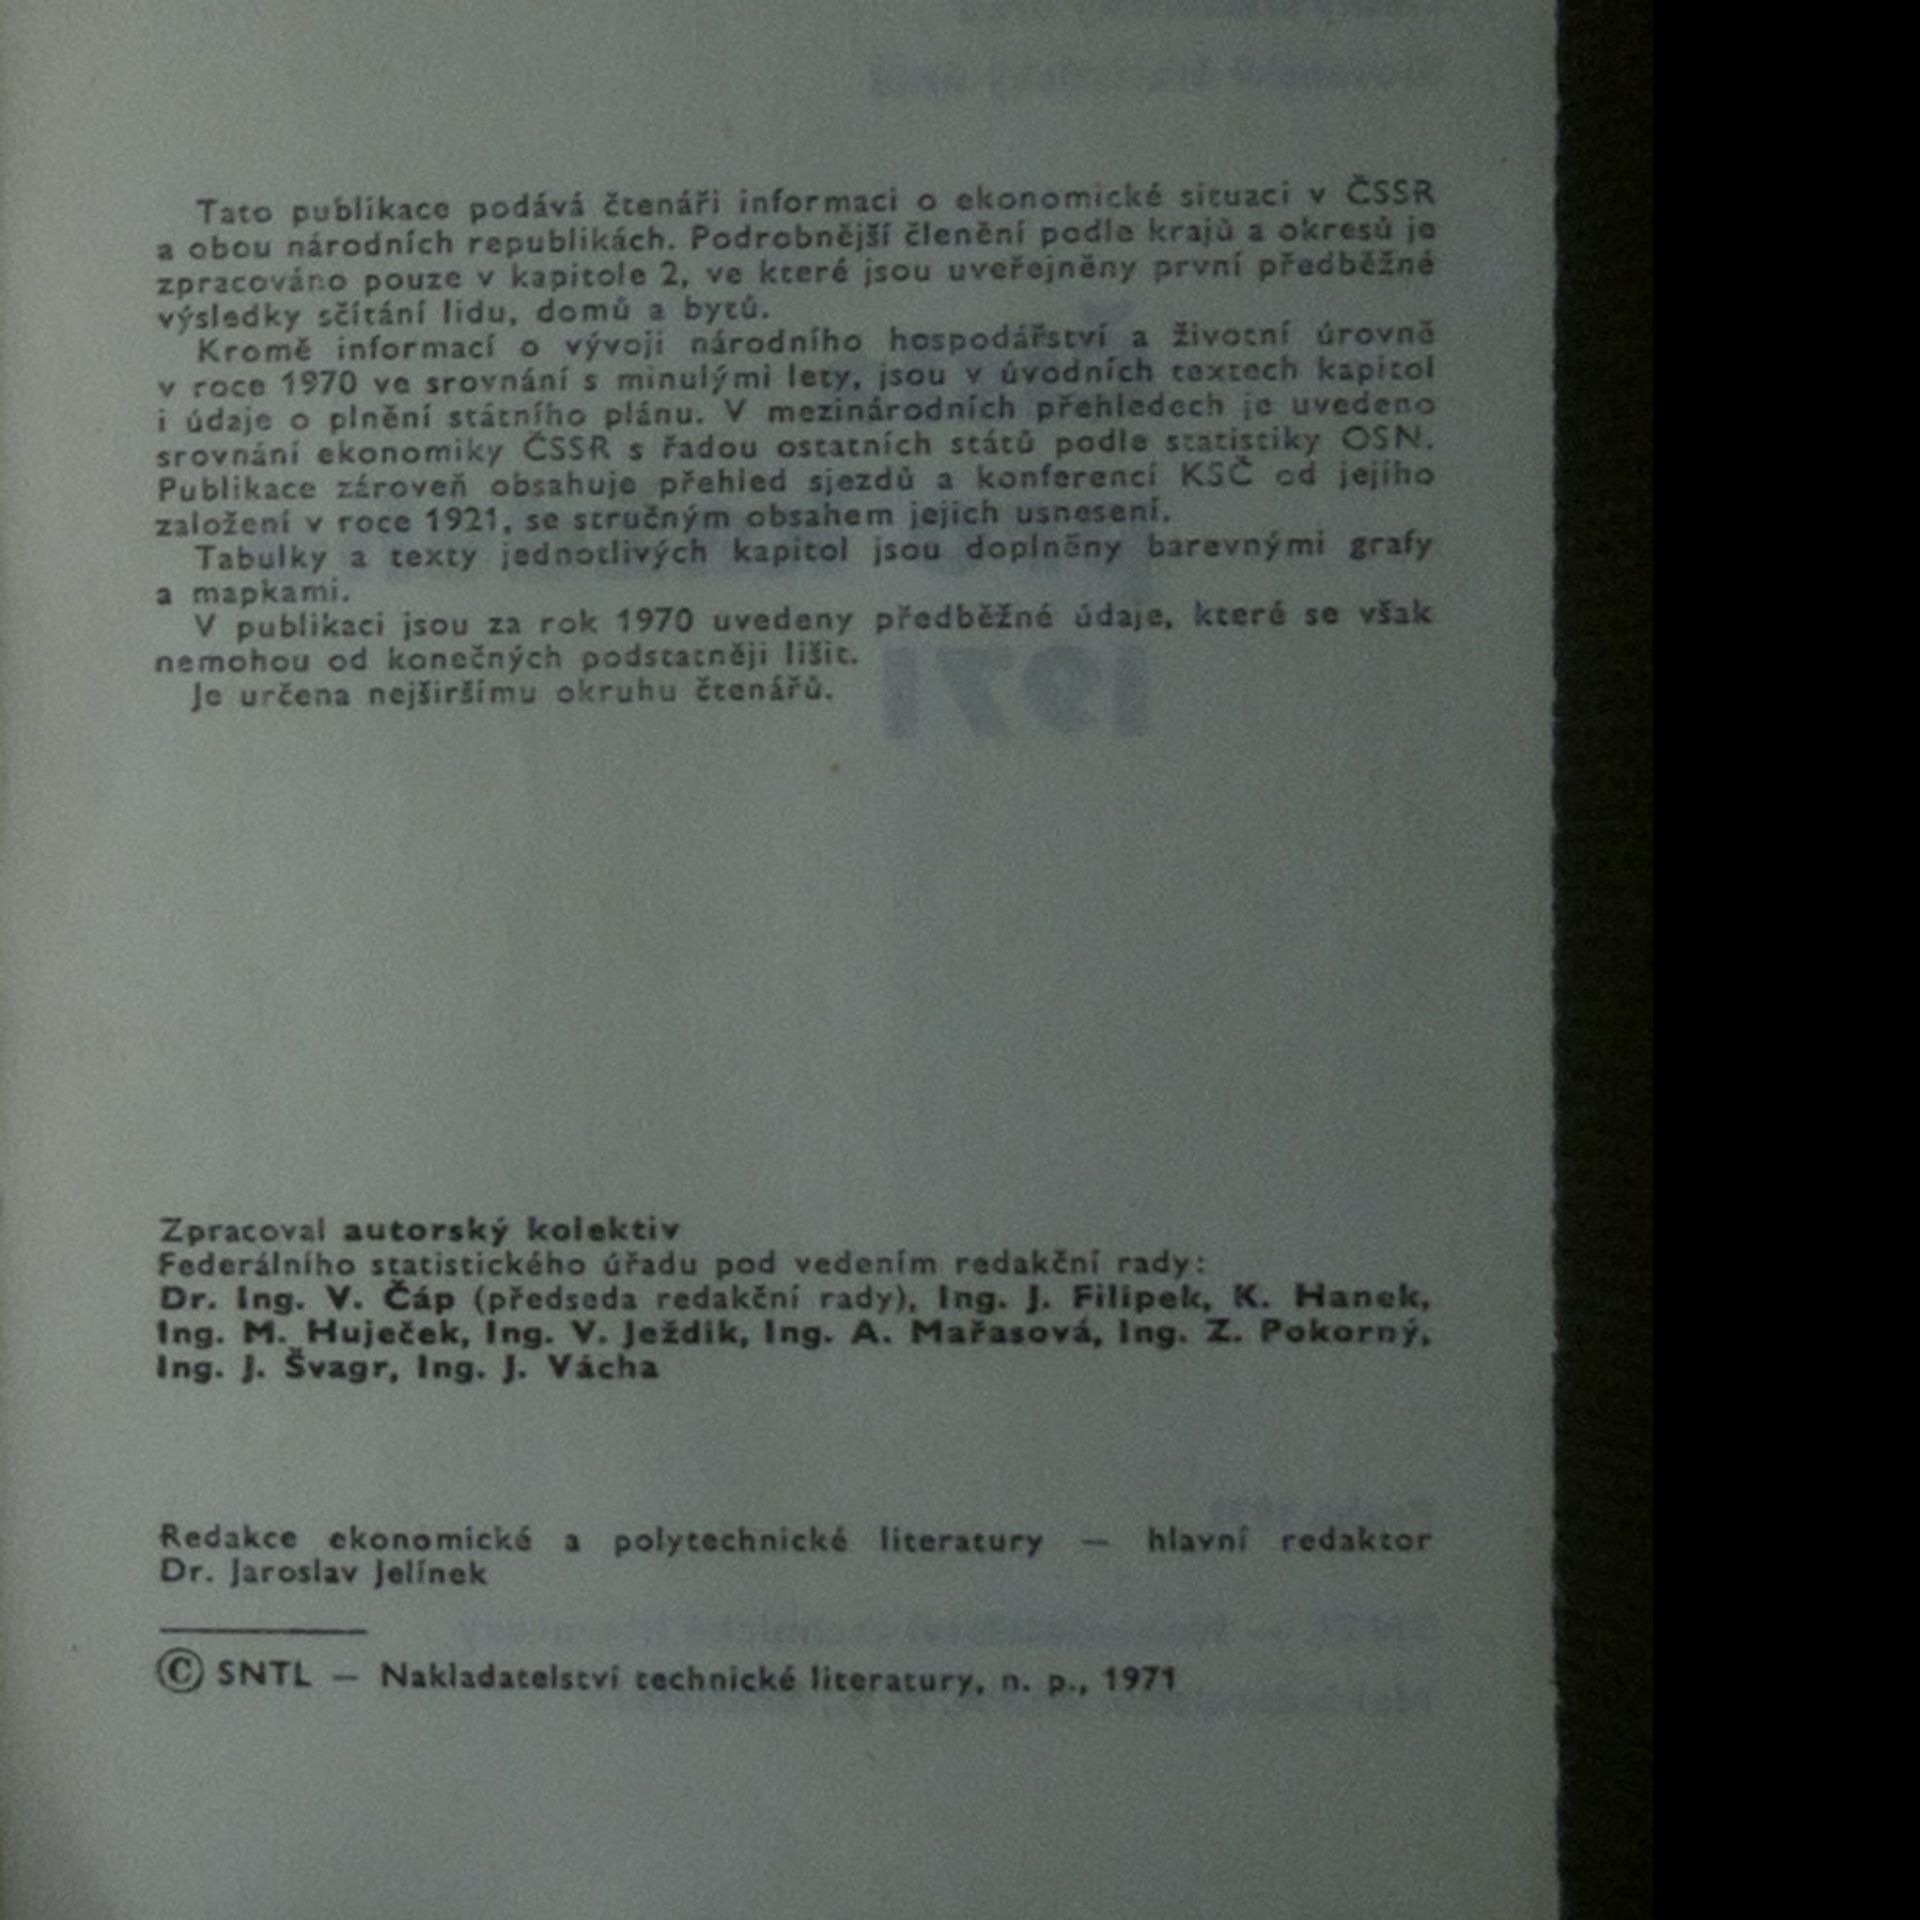 Tato publikace podává čtenáři informaci o ekonomické situaci v ČSSR
a obou národních republikách. Podrobnější členění podle krajů a okresů je
zpracováno pouze v kapitole 2, ve které jsou uveřejněny první předběžné
výsledky sčítání lidu, domů a bytů.
Kromě informací o vývoji národního hospodářství a životní úrovně
v roce 1970 ve srovnání s minulými lety, jsou v úvodních textech kapitol
i údaje o plnění státního plánu. V mezinárodních přehledech je uvedeno
srovnání ekonomiky ČSSR s řadou ostatních států podle statistiky OSN.
Publikace zároveň obsahuje přehled sjezdů a konferencí KSČ od jejího
založení v roce 1921, se stručným obsahem jejich usnesení.
Tabulky a texty jednotlivých kapitol jsou doplněny barevnými grafy
a mapkami.
V publikaci jsou za rok 1970 uvedeny předběžné údaje, které se však
nemohou od konečných podstatněji lišit.
Je určena nejširšímu okruhu čtenářů.
1971
Zpracoval autorský kolektiv
Federálního statistického úřadu pod vedením redakční rady:
Dr. Ing. V. Čáp (předseda redakční rady), Ing. J. Filipek, K. Hanek,
Ing. M. Huječek, Ing. V. Ježdik, Ing. A. Mařasová, Ing. Z. Pokorný,
Ing. J. Švagr, Ing. J. Vácha
Redakce ekonomické a polytechnické literatury — hlavní redaktor
Dr. Jaroslav Jelínek
© SNTL — Nakladatelství technické literatury, n. p., 1971